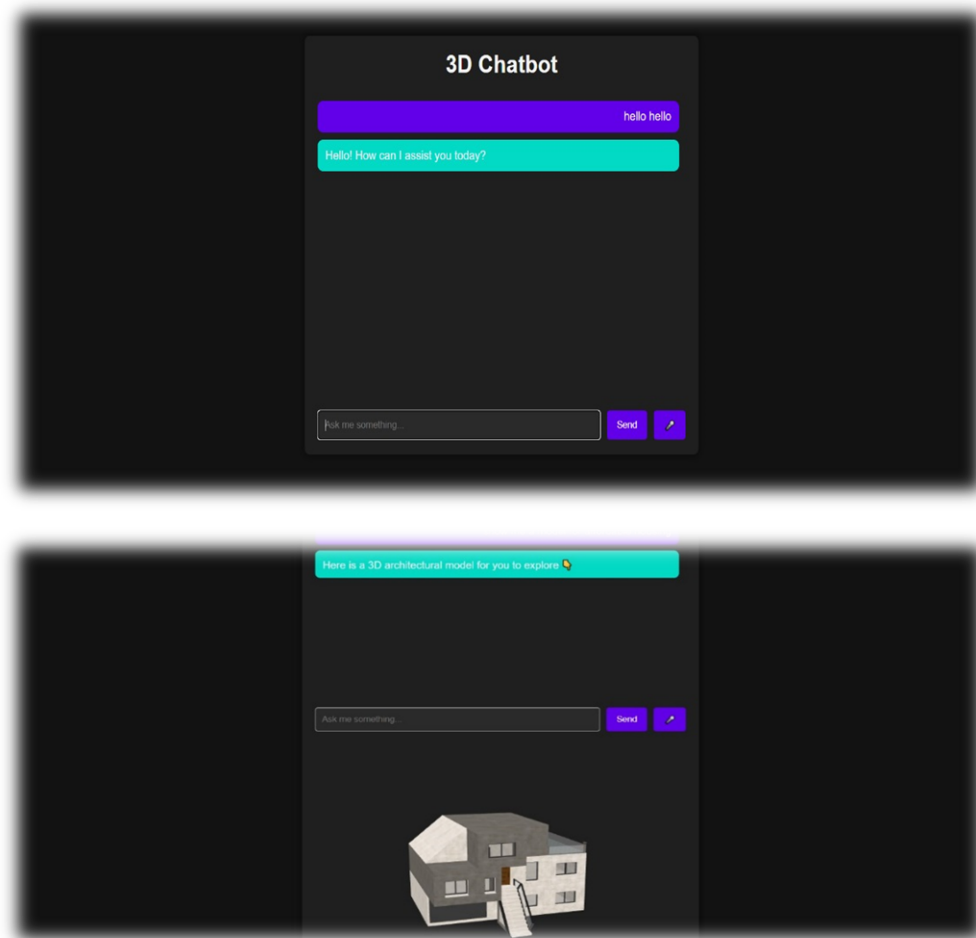 3D Chatbot
hello hello
Hello! How can I assist you today?
Ask me something...
Send
Here is a 3D architectural model for you to explore 👇
Ask me something...
Send